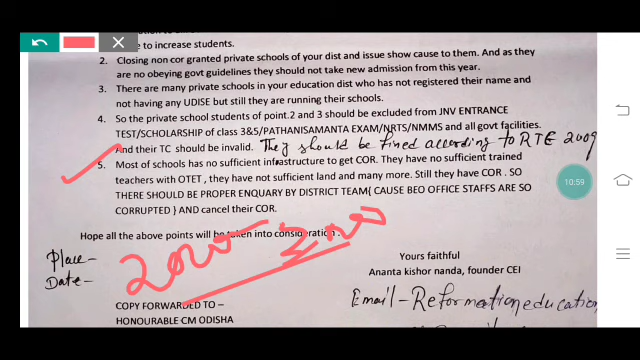 e to increase students.
2. Closing non cor granted private schools of your dist and issue show cause to them. And as they
are no obeying govt guidelines they should not take new admission from this year.
3. There are many private schools in your education dist who has not registered their name and
not having any UDISE but still they are running their schools.
4. So the private school students of point.2 and 3 should be excluded from JNV ENTRANCE
TEST/SCHOLARSHIP of class 3&5/PATHANISAMANTA EXAM/NRTS/NMMS and all govt facilities.
And their TC should be invalid. They should be fined according to RTE 2009
5. Most of schools has no sufficient infrastructure to get COR. They have no sufficient trained
teachers with OTET, they have not sufficient land and many more. Still they have COR. SO
THERE SHOULD BE PROPER ENQUARY BY DISTRICT TEAM{ CAUSE BEO OFFICE STAFFS ARE SO
CORRUPTED} AND cancel their COR.
10:59
Hope all the above points will be taken into consideration.
Place-
Date-
Yours faithful
Ananta kishor nanda, founder CEI
Email-Reformationeducation
COPY FORWARDED TO-
HONOURABLE CM ODISHA